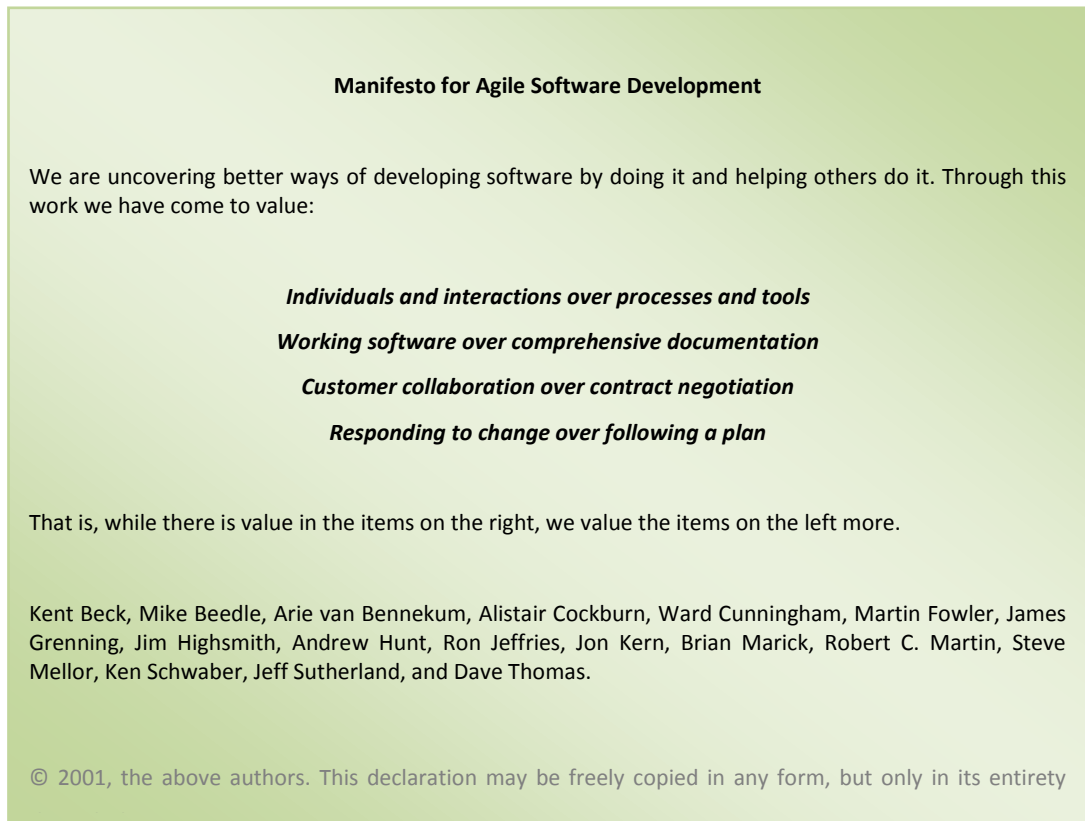 Manifesto for Agile Software Development
We are uncovering better ways of developing software by doing it and helping others do it. Through this
work we have come to value:
Individuals and interactions over processes and tools
Working software over comprehensive documentation
Customer collaboration over contract negotiation
Responding to change over following a plan
That is, while there is value in the items on the right, we value the items on the left more.
Kent Beck, Mike Beedle, Arie van Bennekum, Alistair Cockburn, Ward Cunningham, Martin Fowler, James
Grenning, Jim Highsmith, Andrew Hunt, Ron Jeffries, Jon Kern, Brian Marick, Robert C. Martin, Steve
Mellor, Ken Schwaber, Jeff Sutherland, and Dave Thomas.
© 2001, the above authors. This declaration may be freely copied in any form, but only in its entirety